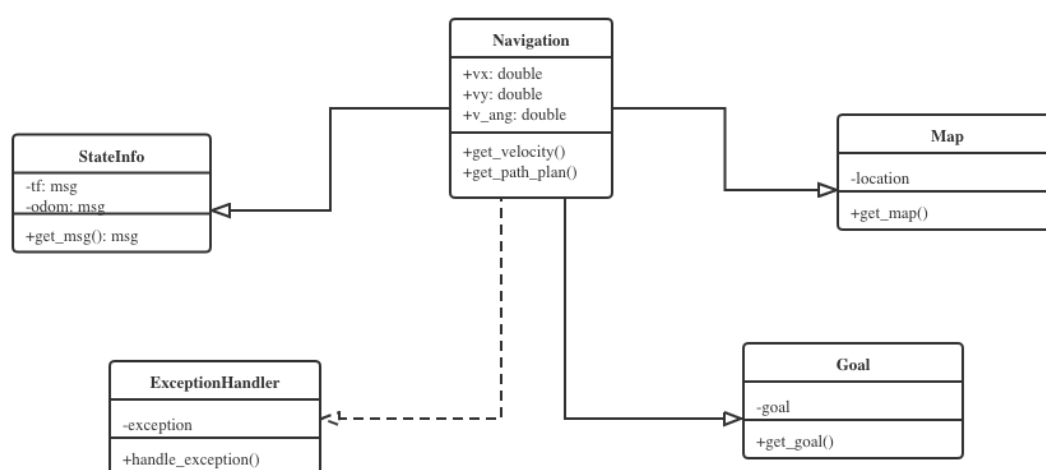 Navigation
+vx: double
+vy: double
+v_ang: double
+get_velocity()
+get_path_plan()
StateInfo
-tf: msg
-odom: msg
+get_msg(): msg
Map
-location
+get_map()
ExceptionHandler
-exception
+handle_exception()
Goal
-goal
+get_goal()